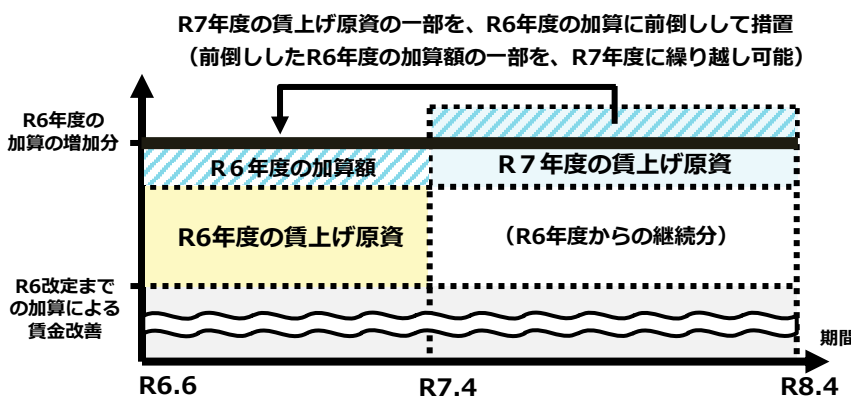 R7年度の賃上げ原資の一部を、R6年度の加算に前倒しして措置
（前倒ししたR6年度の加算額の一部を、R7年度に繰り越し可能）
R6年度の
加算の増加分
R６年度の加算額
R７年度の賃上げ原資
R6年度の賃上げ原資
（R6年度からの継続分）
R6改定まで
の加算による
賃金改善
期間
R6.6
R7.4
R8.4